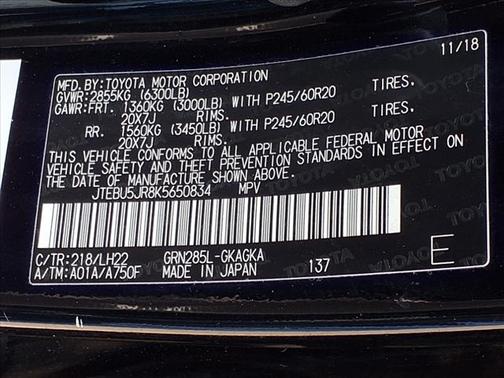 11/18
MFD.BY:TOYOTA MOTOR CORPORATION
GVWR:2855KG (6300LB)
GAWR:FRT. 1360KG (3000LB) WITH P245/60R20 TIRES.
20X7J RIMS.
RR. 1560KG (3450LB) WITH P245/60R20 TIRES.
20X7J RIMS.
THIS VEHICLE CONFORMS TO ALL APPLICABLE FEDERAL MOTOR
VEHICLE SAFETY AND THEFT PREVENTION STANDARDS IN EFFECT ON
THE DATE OF MANUFACTURE SHOWN ABOVE.
JTEBU5JR8K5650834 MPV
C/TR:218/LH22 GRN285L-GKAGKA
A/TM:A01A/A750F MADE IN JAPAN 137 E